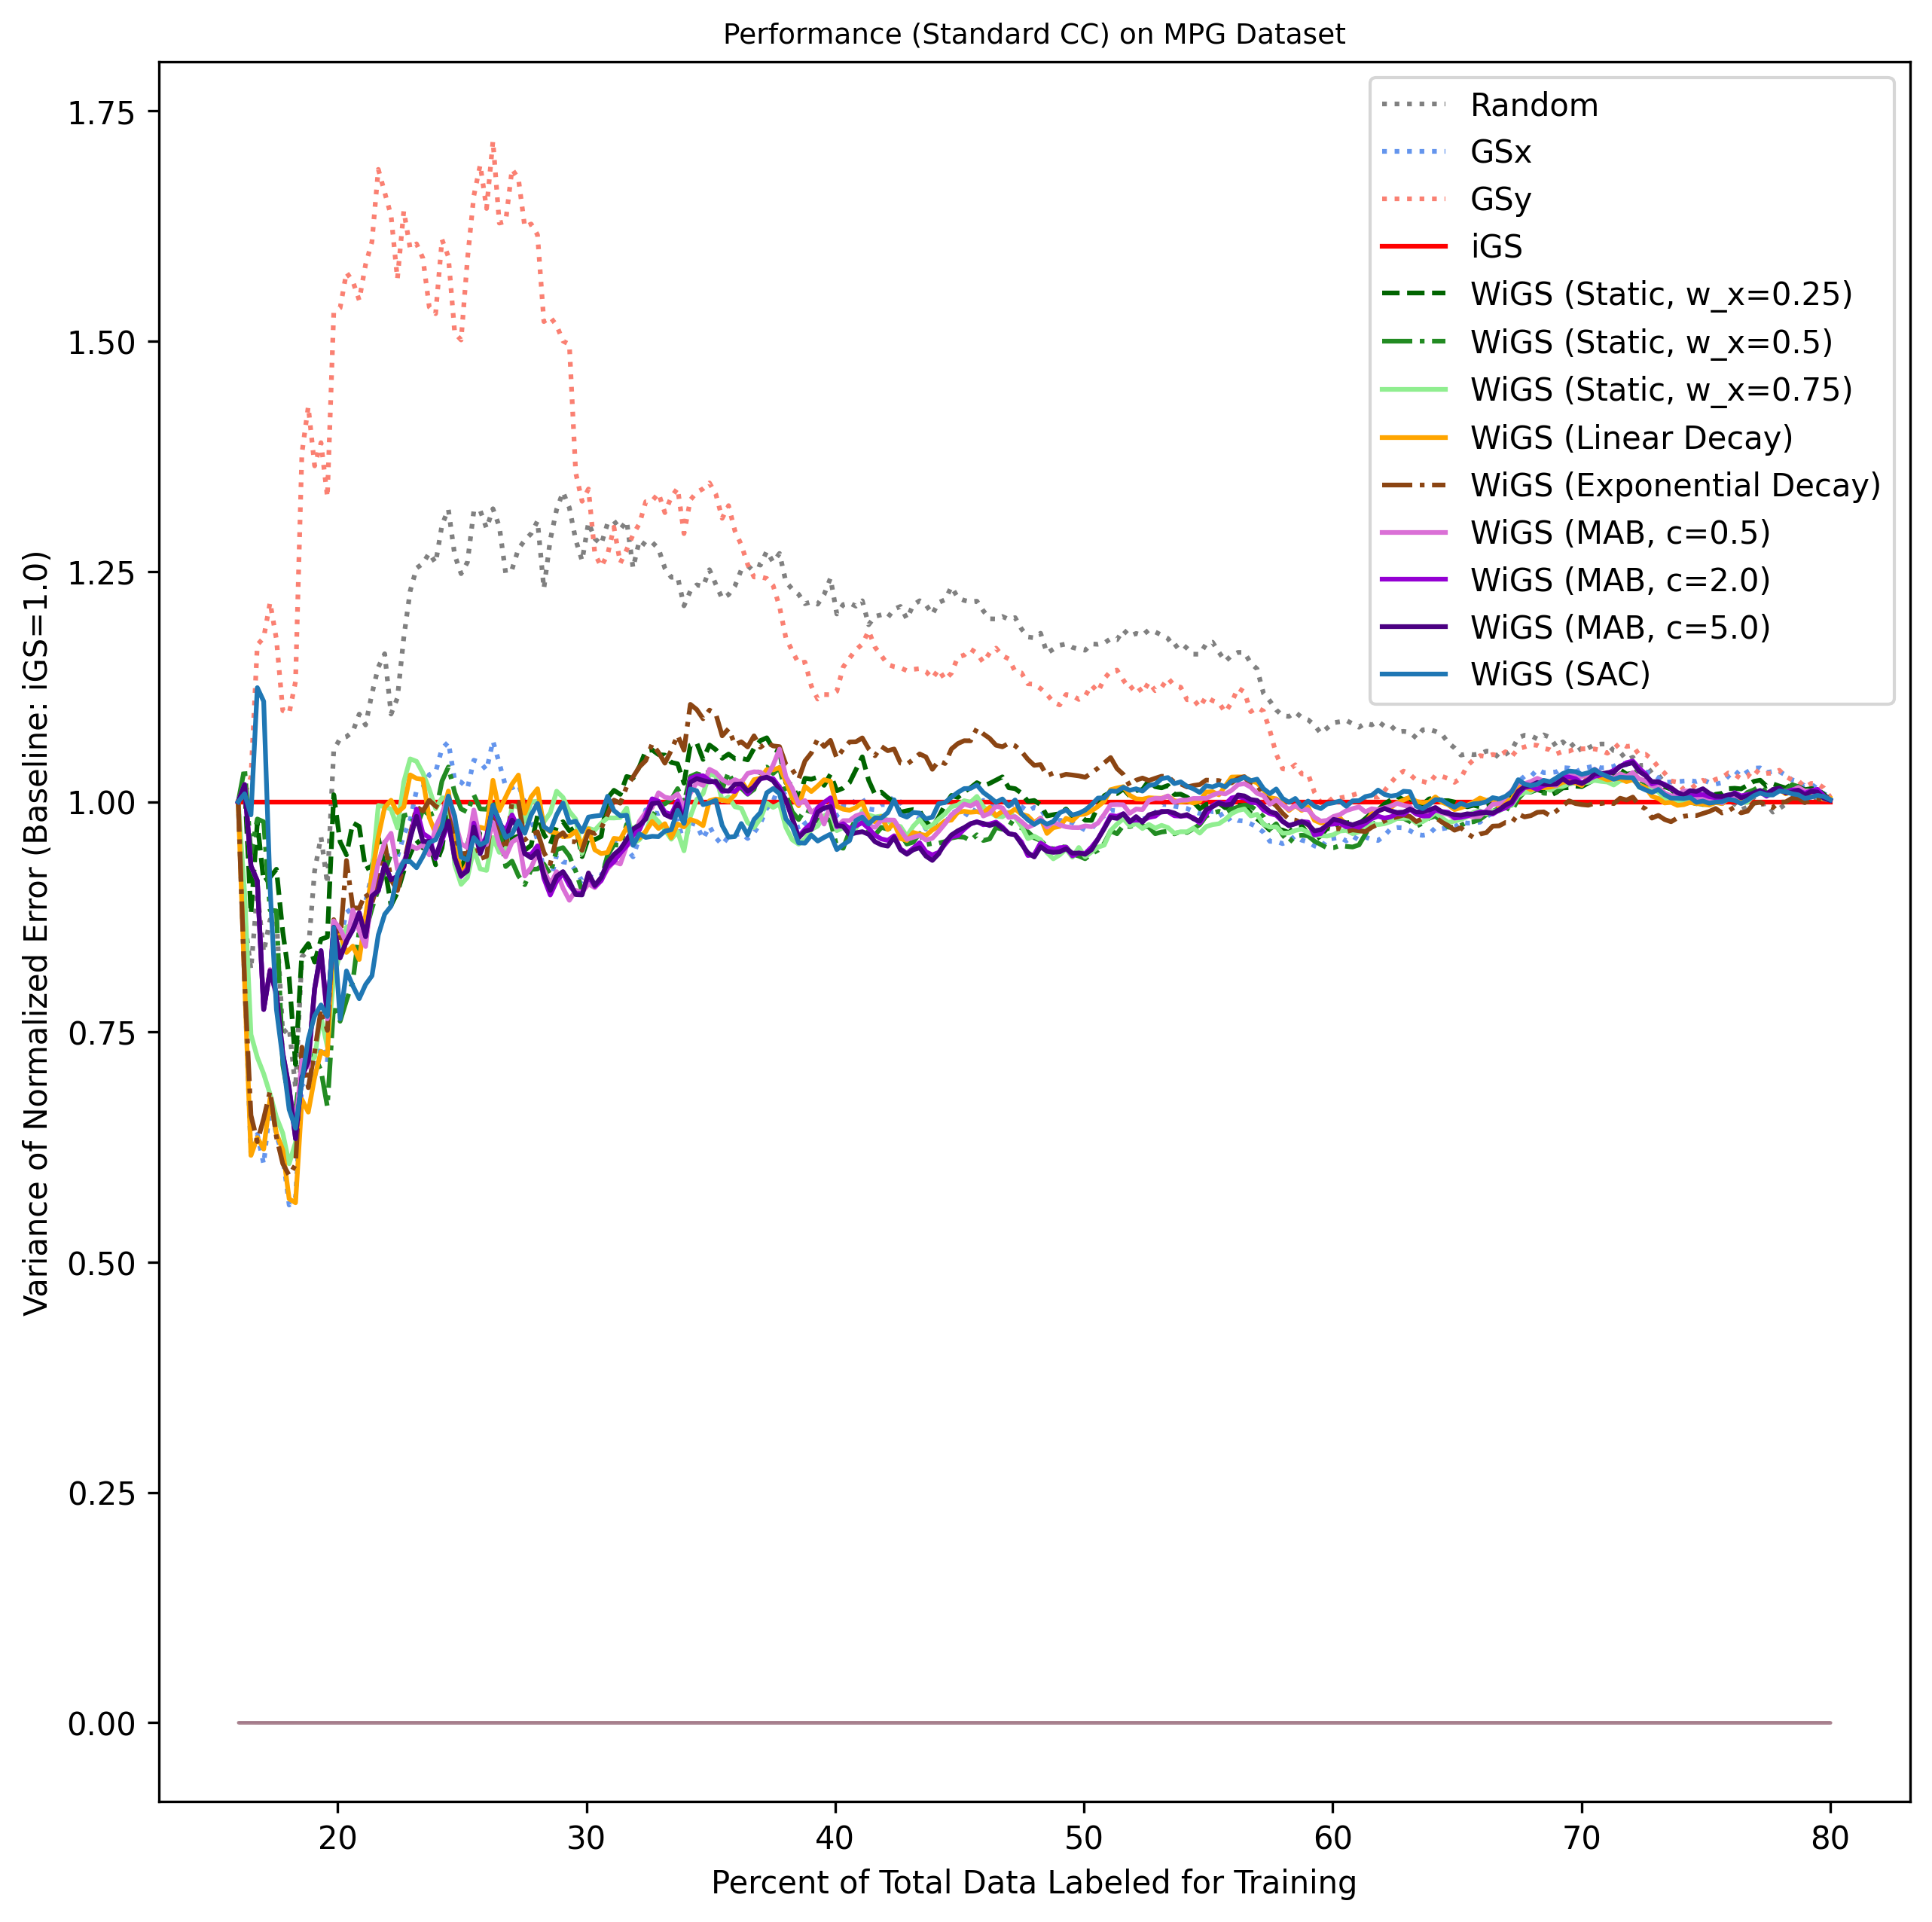 Performance (Standard CC) on MPG Dataset
Variance of Normalized Error (Baseline: iGS=1.0)
1.75
1.50
1.25
1.00
0.75
0.50
0.25
0.00
Random
GSx
GSy
iGS
WiGS (Static, w_x=0.25)
WiGS (Static, w_x=0.5)
WiGS (Static, w_x=0.75)
WiGS (Linear Decay)
WiGS (Exponential Decay)
WiGS (MAB, c=0.5)
WiGS (MAB, c=2.0)
WiGS (MAB, c=5.0)
WiGS (SAC)
20 30 40 50 60 70 80
Percent of Total Data Labeled for Training